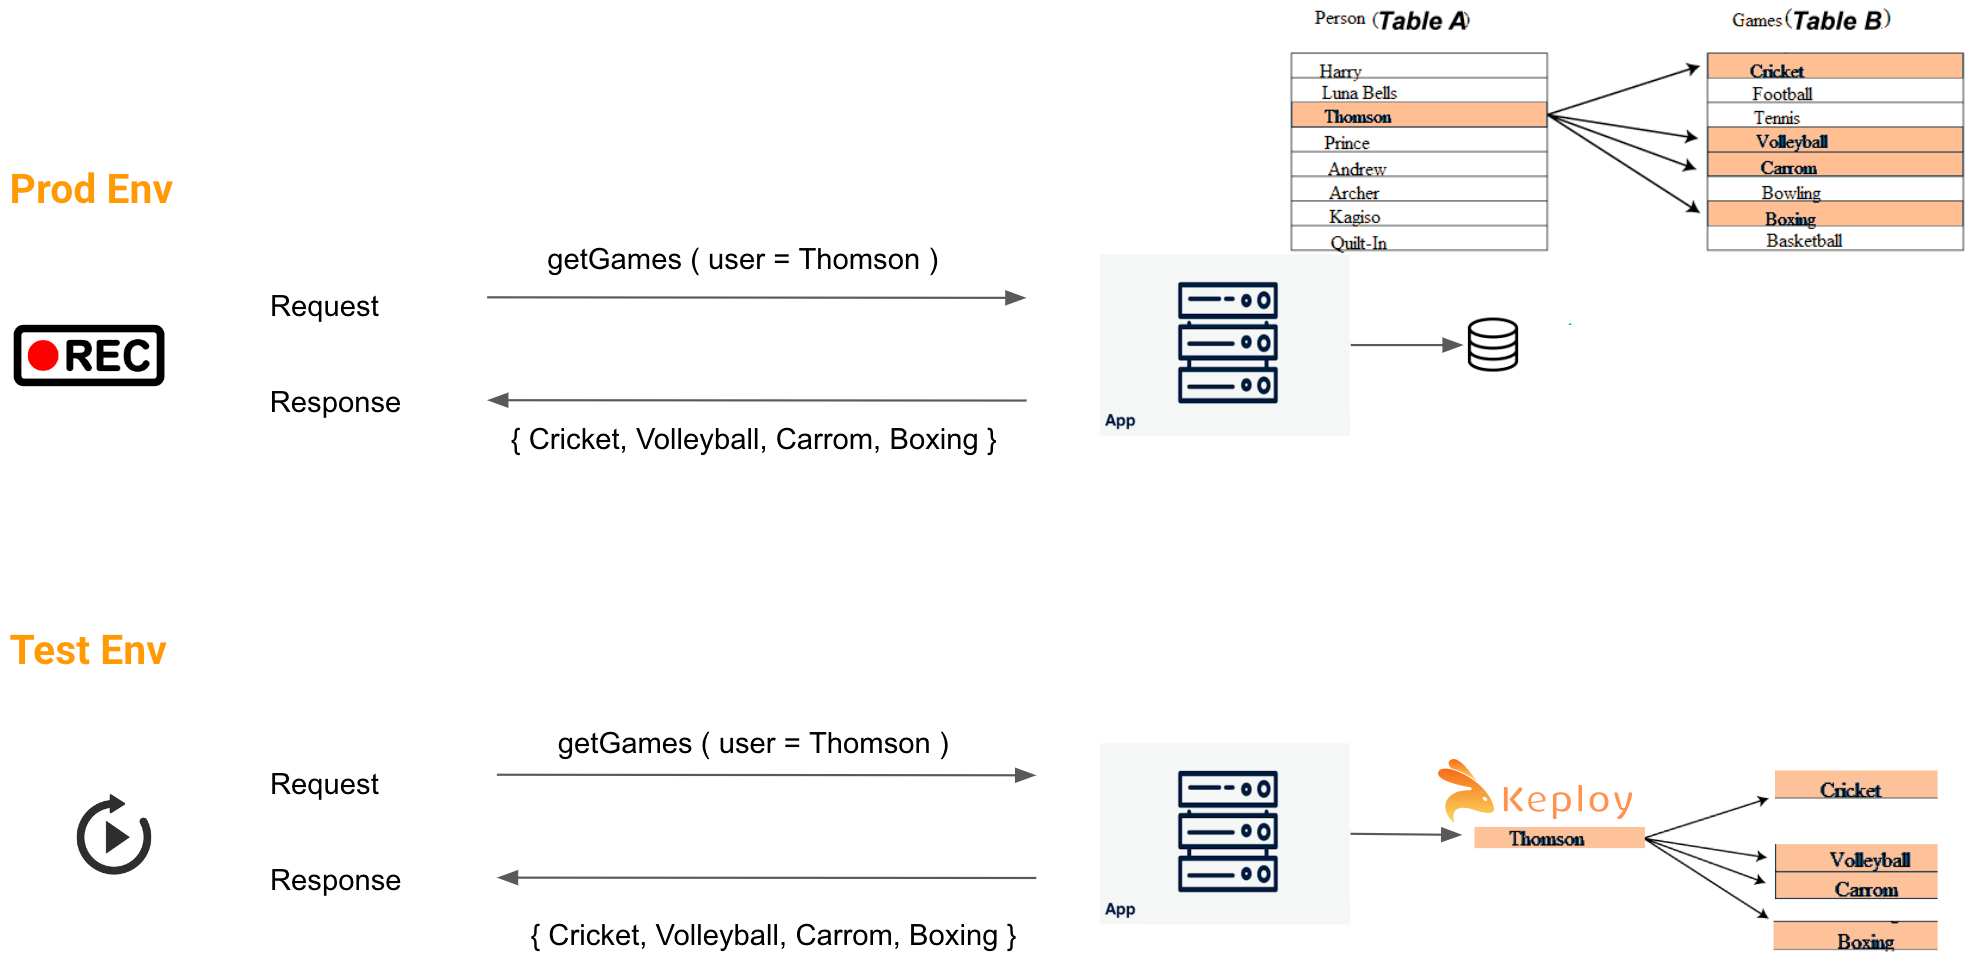 Person (Table A)
Games (Table B)
Harry
Luna Bells
Thomson
Prince
Andrew
Archer
Kagiso
Quilt-In
Cricket
Football
Tennis
Volleyball
Carrom
Bowling
Boxing
Basketball
Prod Env
REC
Request
getGames ( user = Thomson )
Response
{ Cricket, Volleyball, Carrom, Boxing }
App
Test Env
Request
getGames ( user = Thomson )
Response
{ Cricket, Volleyball, Carrom, Boxing }
App
Keploy
Thomson
Cricket
Volleyball
Carrom
Boxing